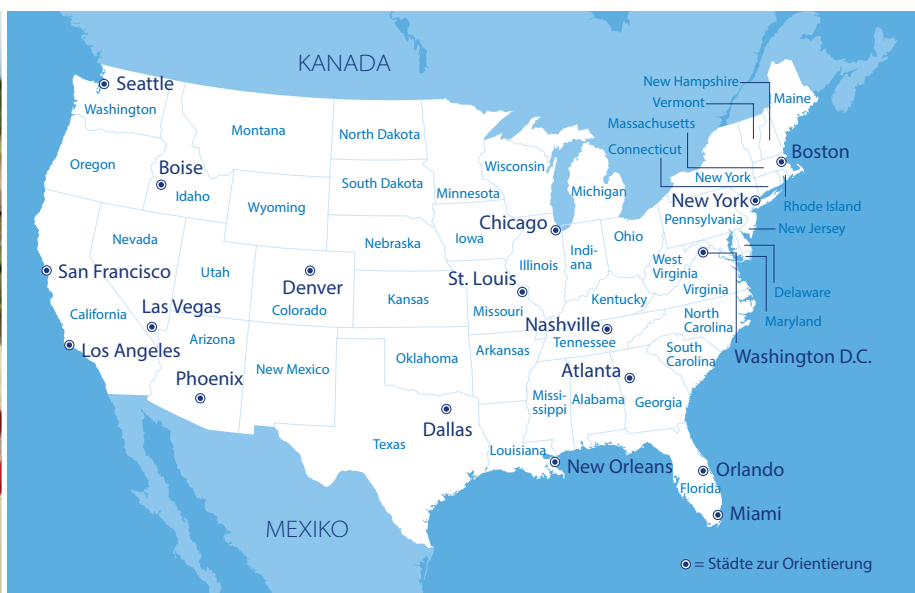 KANADA
Seattle
Washington
Montana
North Dakota
New Hampshire
Vermont
Maine
Massachusetts
Connecticut
Boston
Oregon
Boise
Idaho
South Dakota
Wisconsin
Minnesota
Michigan
New York
New York
Rhode Island
Wyoming
Chicago
Pennsylvania
New Jersey
Nevada
Nebraska
Iowa
Illinois
Indi-
ana
Ohio
San Francisco
Utah
Denver
Colorado
Kansas
St. Louis
Missouri
West
Virginia
Virginia
Delaware
California
Las Vegas
Kentucky
Maryland
Los Angeles
Arizona
Nashville
Tennessee
North
Carolina
Phoenix
New Mexico
Oklahoma
Arkansas
South
Carolina
Washington D.C.
Atlanta
Dallas
Missi-
ssippi
Alabama
Georgia
Texas
Louisiana
New Orleans
Orlando
Florida
Miami
MEXIKO
= Städte zur Orientierung